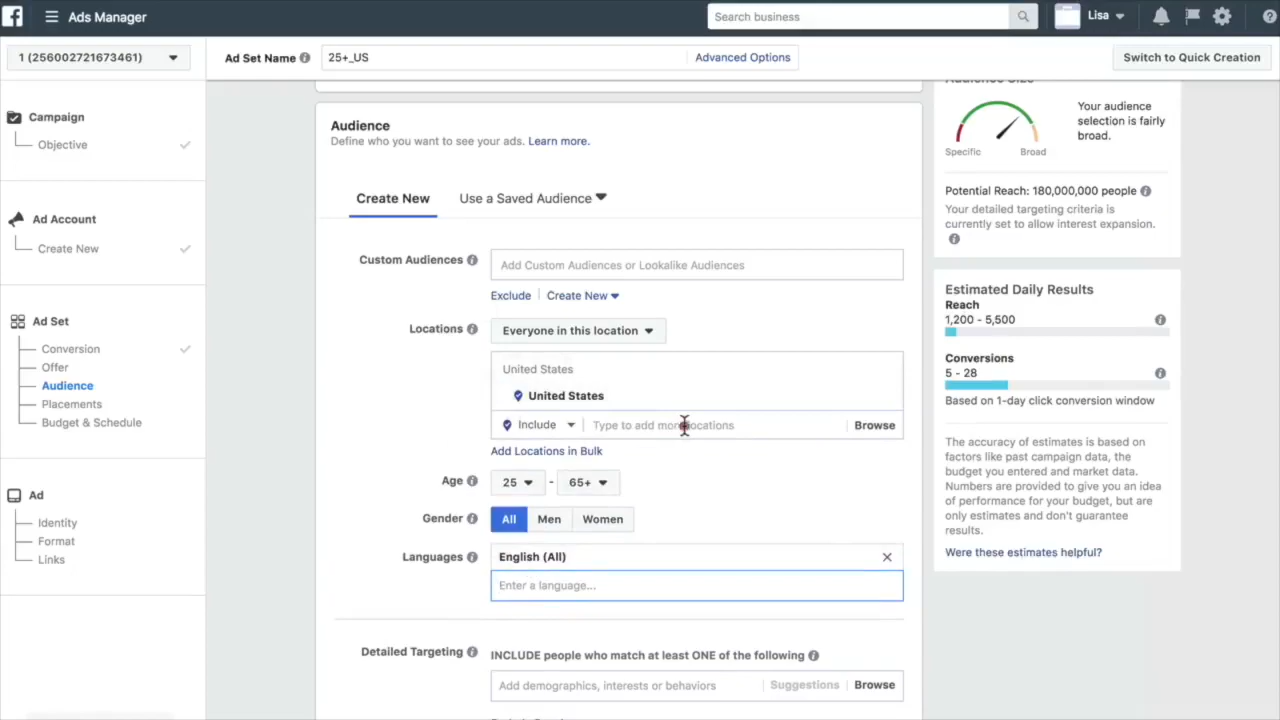 Ads Manager
Search business
Lisa
1 (256002721673461)
Ad Set Name
25+_US
Advanced Options
Switch to Quick Creation
Campaign
Objective
Ad Account
Create New
Ad Set
Conversion
Offer
Audience
Placements
Budget & Schedule
Ad
Identity
Format
Links
Audience
Define who you want to see your ads. Learn more.
Create New
Use a Saved Audience
Custom Audiences
Add Custom Audiences or Lookalike Audiences
Exclude
Create New
Locations
Everyone in this location
United States
United States
Include
Type to add more locations
Browse
Add Locations in Bulk
Age
25 - 65+
Gender
All
Men
Women
Languages
English (All)
Enter a language...
Detailed Targeting
INCLUDE people who match at least ONE of the following
Add demographics, interests or behaviors
Suggestions
Browse
Audience Size
Your audience
selection is fairly
broad.
Specific
Broad
Potential Reach: 180,000,000 people
Your detailed targeting criteria is
currently set to allow interest expansion.
Estimated Daily Results
Reach
1,200 - 5,500
Conversions
5 - 28
Based on 1-day click conversion window
The accuracy of estimates is based on
factors like past campaign data, the
budget you entered and market data.
Numbers are provided to give you an idea
of performance for your budget, but are
only estimates and don't guarantee
results.
Were these estimates helpful?